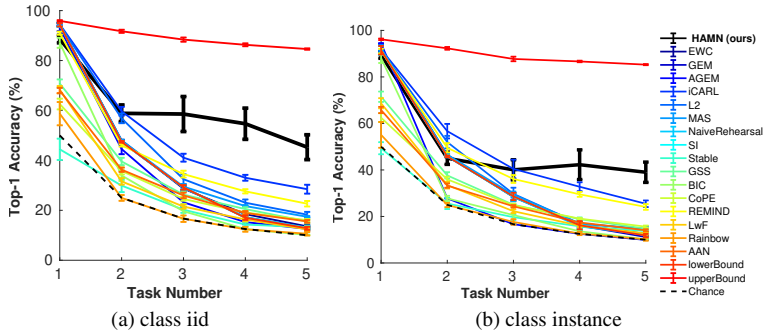 (a)
100
80
60
40
20
0
Top-1 Accuracy (%)
1 2 3 4 5
Task Number
(a) class iid
(b)
100
80
60
40
20
0
Top-1 Accuracy (%)
1 2 3 4 5
Task Number
(b) class instance
HAMN (ours)
EWC
GEM
AGEM
iCARL
L2
MAS
NaiveRehearsal
SI
Stable
GSS
BIC
CoPE
REMIND
LwF
Rainbow
AAN
lowerBound
upperBound
Chance